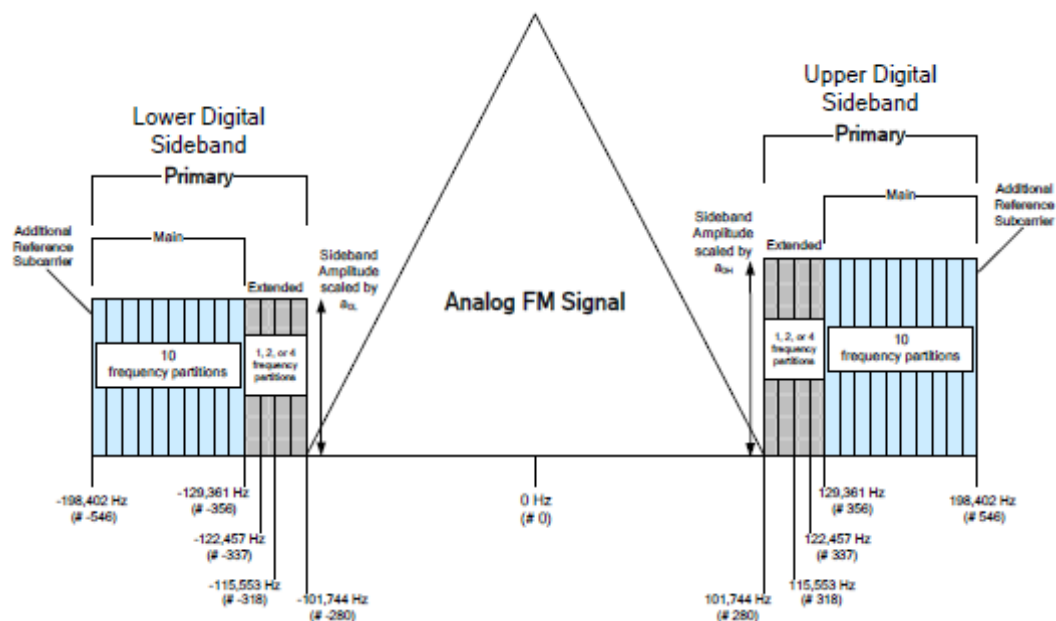 Lower Digital
Sideband
Primary
Main
Extended
Additional
Reference
Subcarrier
10
frequency partitions
1, 2, or 4
frequency
partitions
Sideband
Amplitude
scaled by
a₀L
Analog FM Signal
Upper Digital
Sideband
Primary
Main
Extended
Additional
Reference
Subcarrier
Sideband
Amplitude
scaled by
a₀H
1, 2, or 4
frequency
partitions
10
frequency partitions
-198,402 Hz
(# -546)
-129,361 Hz
(# -356)
-122,457 Hz
(# -337)
-115,553 Hz
(# -318)
-101,744 Hz
(# -280)
0 Hz
(# 0)
101,744 Hz
(# 280)
115,553 Hz
(# 318)
122,457 Hz
(# 337)
129,361 Hz
(# 356)
198,402 Hz
(# 546)